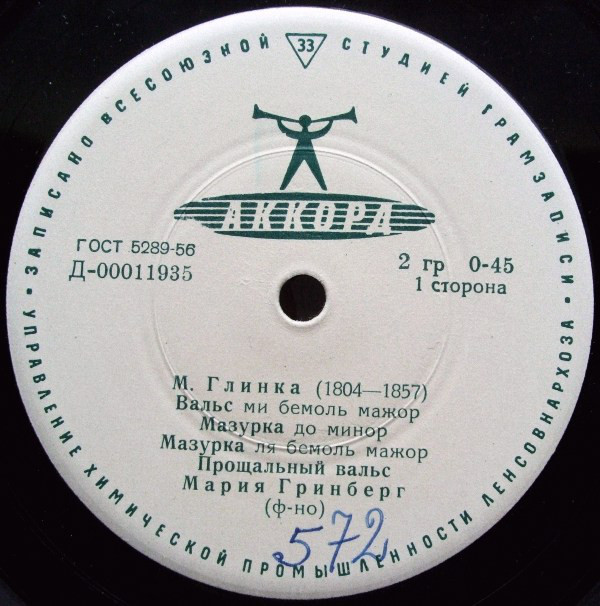 ЗАПИСАНО ВСЕСОЮЗНОЙ 33 СТУДИЕЙ ГРАМЗАПИСИ
АККОРД
ГОСТ 5289-56
Д-00011935
2 гр 0-45
1 сторона
М. Глинка (1804—1857)
Вальс ми бемоль мажор
Мазурка до минор
Мазурка ля бемоль мажор
Прощальный вальс
Мария Гринберг
(ф-но)
572
УПРАВЛЕНИЕ ХИМИЧЕСКОЙ ПРОМЫШЛЕННОСТИ ЛЕНСОВНАРХОЗА